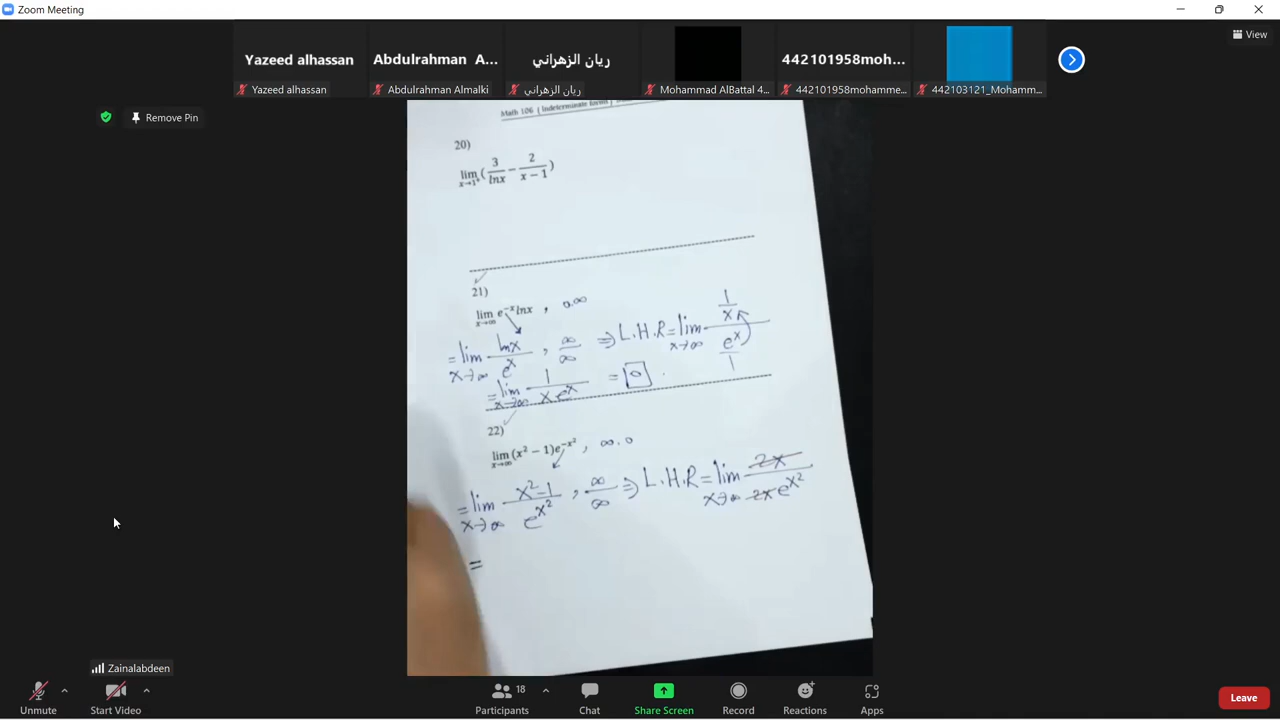 Zoom Meeting
View
Yazeed alhassan
Abdulrahman A...
ريان الزهراني
442101958moh...
Yazeed alhassan
Abdulrahman Almalki
ريان الزهراني
Mohammad AlBattal 4...
442101958mohamme...
442103121_Mohamm...
Remove Pin
Math 106 ( Indeterminate form)
20)
lim x→1⁺ (3/lnx − 2/(x − 1))
21)
lim x→∞ e^-x lnx , 0.∞
= lim x→∞ lnx/e^x , ∞/∞ ⇒ L.H.R = lim x→∞ (1/x)/(e^x/1)
= lim x→∞ 1/(x e^x) = 0
22)
lim x→∞ (x² − 1)e^-x² , ∞.0
= lim x→∞ (x²-1)/e^x² , ∞/∞ ⇒ L.H.R = lim x→∞ 2x/(2x e^x²)
=
Zainalabdeen
Unmute
Start Video
Participants
18
Chat
Share Screen
Record
Reactions
Apps
Leave